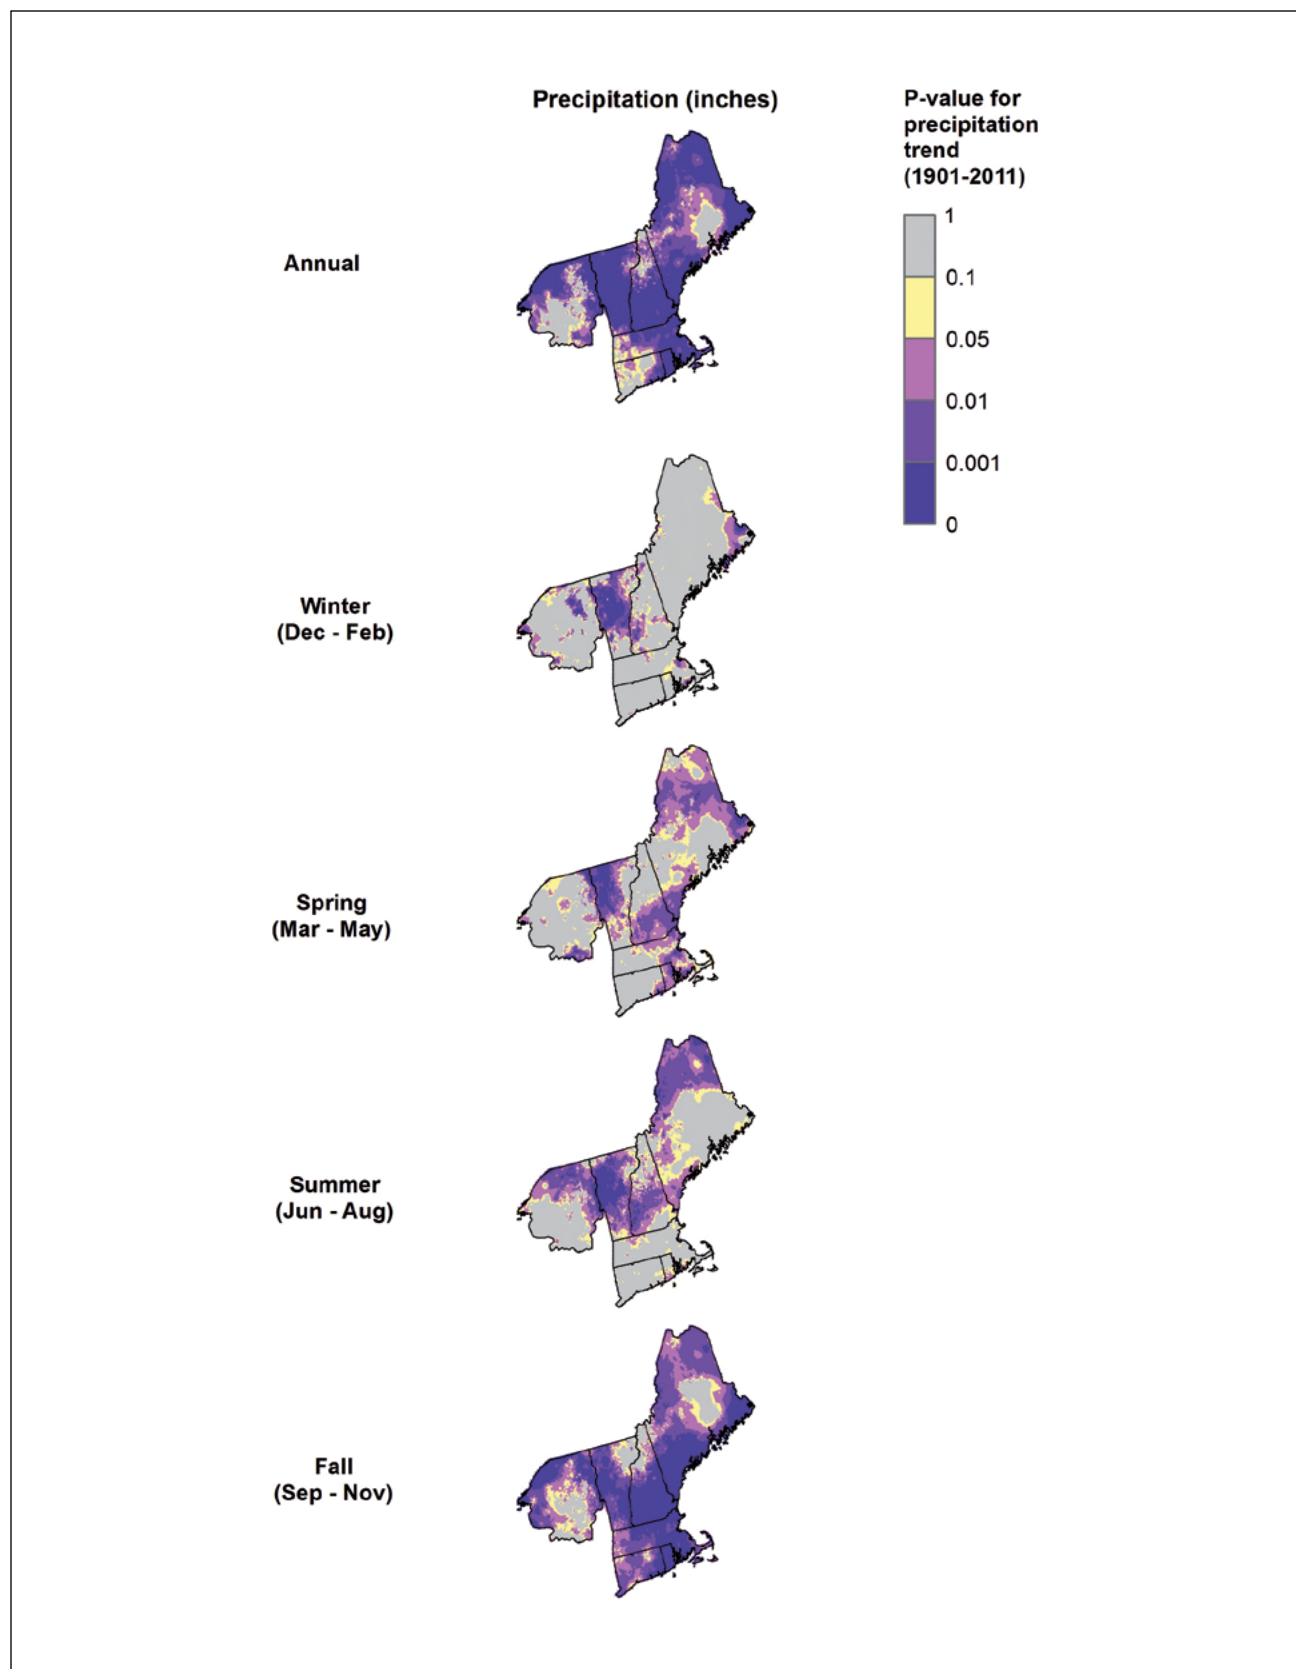 Precipitation (inches)
P-value for
precipitation
trend
(1901-2011)
1
0.1
0.05
0.01
0.001
0
Annual
Winter
(Dec - Feb)
Spring
(Mar - May)
Summer
(Jun - Aug)
Fall
(Sep - Nov)